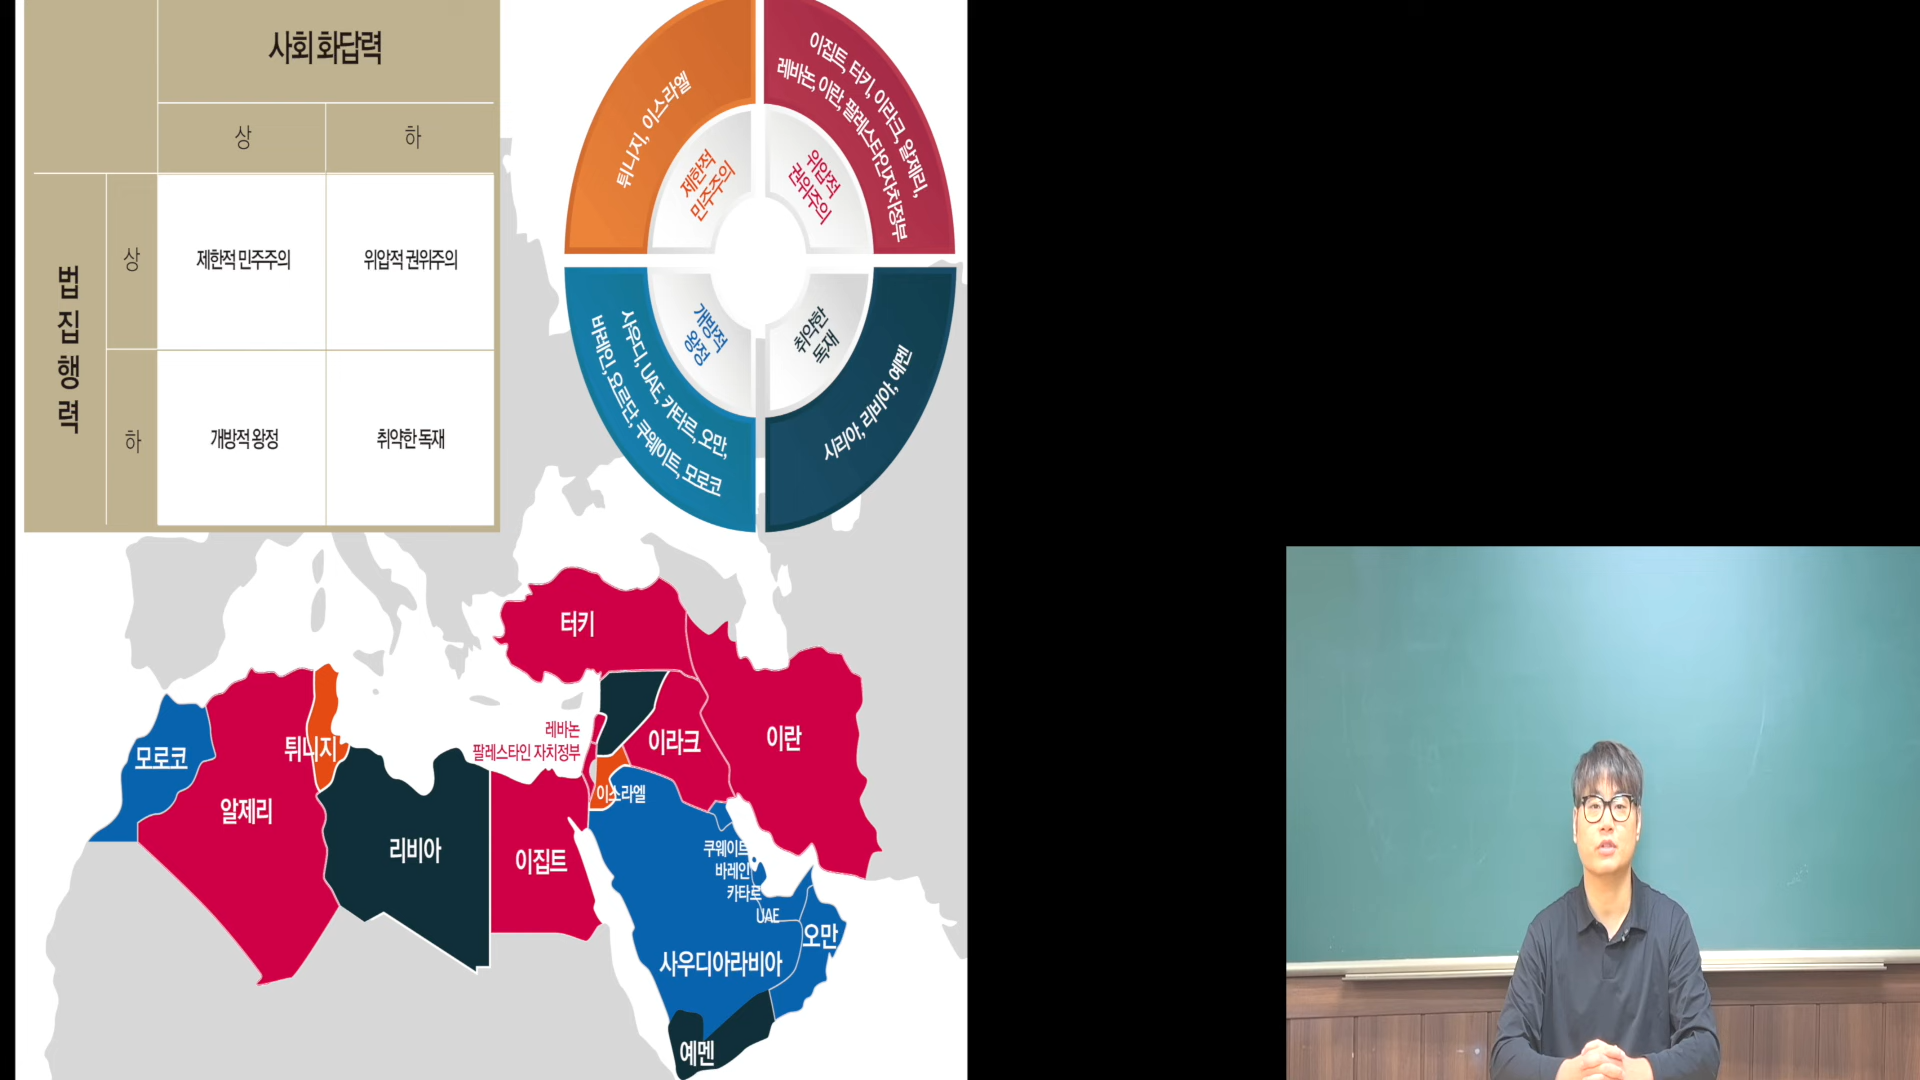 사회 화답력
상
하
법
집
행
력
상
제한적 민주주의
위압적 권위주의
하
개방적 왕정
취약한 독재
튀니지, 이스라엘
이집트, 터키, 이라크, 알제리,
레바논, 이란, 팔레스타인자치정부
제한적
민주주의
위압적
권위주의
개방적
왕정
취약한
독재
사우디, UAE, 카타르, 오만,
바레인, 요르단, 쿠웨이트, 모로코
시리아, 리비아, 예멘
터키
레바논
팔레스타인 자치정부
이라크
이란
모로코
튀니지
이스라엘
알제리
리비아
이집트
쿠웨이트
바레인
카타르
UAE
오만
사우디아라비아
예멘